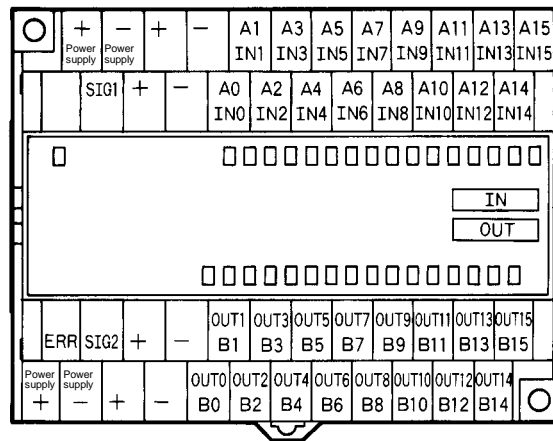 + − + − A1 A3 A5 A7 A9 A11 A13 A15
Power supply Power supply IN1 IN3 IN5 IN7 IN9 IN11 IN13 IN15
SIG1 + − A0 A2 A4 A6 A8 A10 A12 A14
IN0 IN2 IN4 IN6 IN8 IN10 IN12 IN14
IN
OUT
OUT1 OUT3 OUT5 OUT7 OUT9 OUT11 OUT13 OUT15
ERR SIG2 + − B1 B3 B5 B7 B9 B11 B13 B15
Power supply Power supply OUT0 OUT2 OUT4 OUT6 OUT8 OUT10 OUT12 OUT14
+ − + − B0 B2 B4 B6 B8 B10 B12 B14